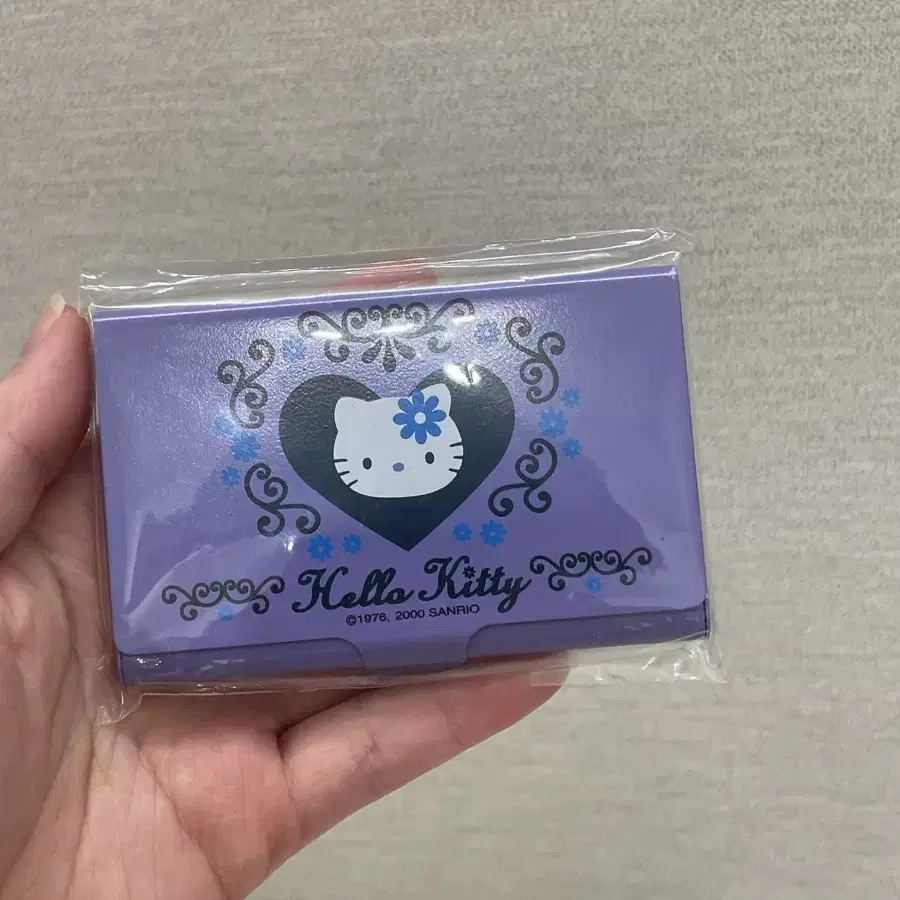 Hello Kitty
©1976, 2000 SANRIO